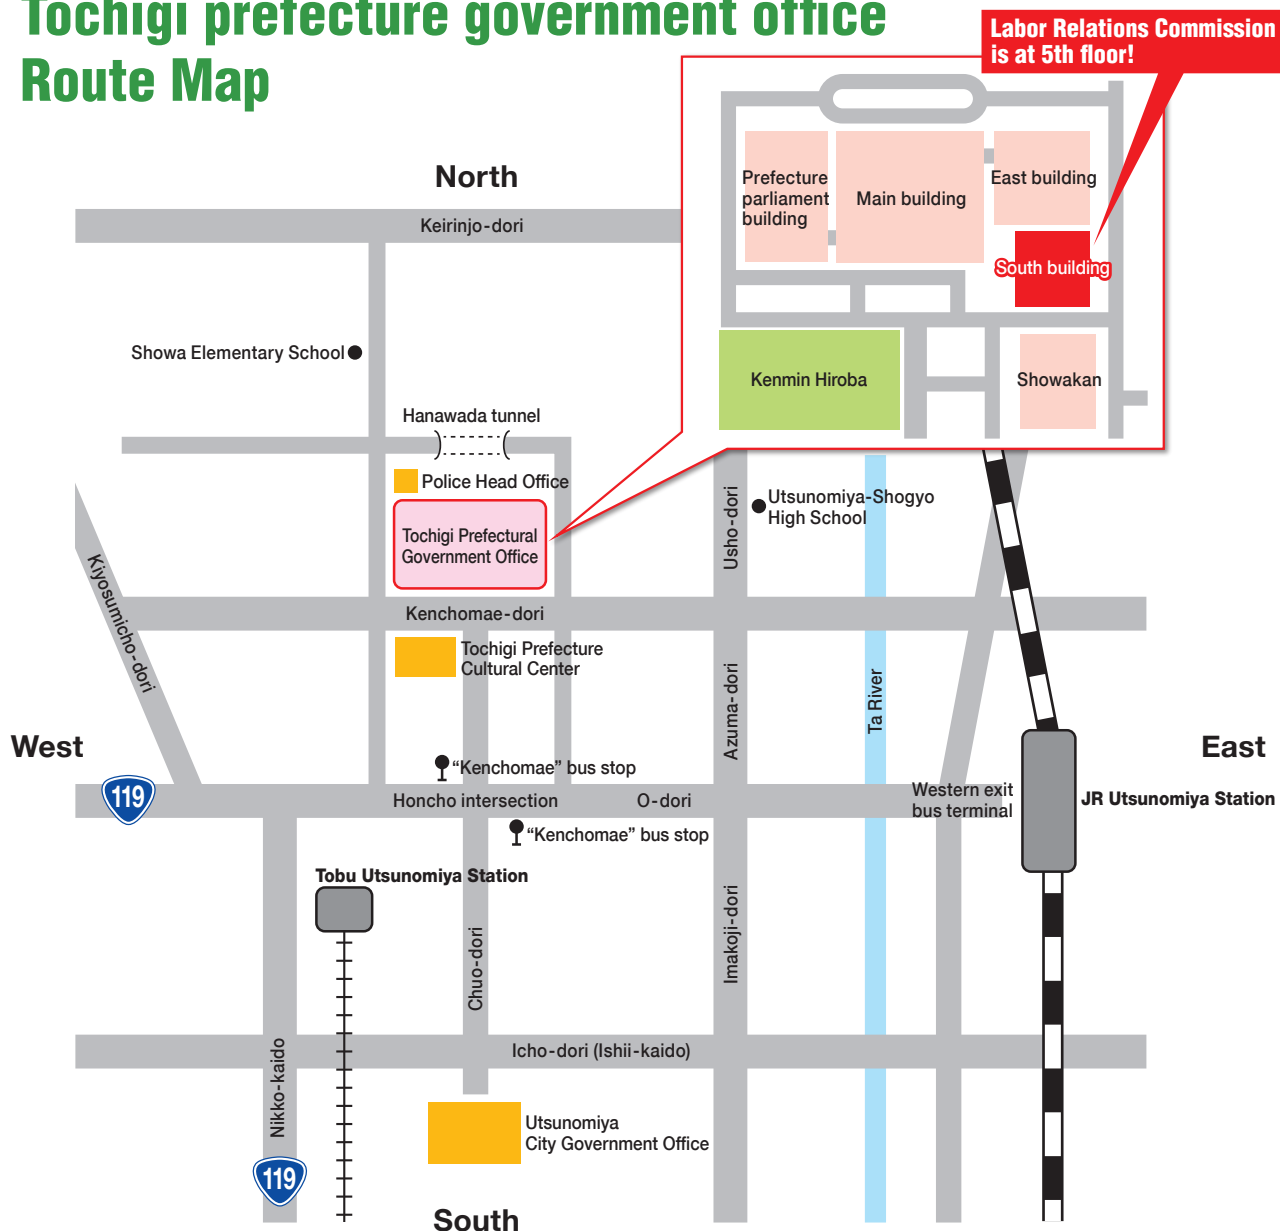 Tochigi prefecture government office
Route Map
Labor Relations Commission
is at 5th floor!
Prefecture
parliament
building
Main building
East building
South building
Kenmin Hiroba
Showakan
North
Keirinjo-dori
Showa Elementary School
Hanawada tunnel
Police Head Office
Tochigi Prefectural
Government Office
Usho-dori
Utsunomiya-Shogyo
High School
Kiyosumicho-dori
Kenchomae-dori
Tochigi Prefecture
Cultural Center
Azuma-dori
Ta River
West
East
119
“Kenchomae” bus stop
Honcho intersection
O-dori
Western exit
bus terminal
JR Utsunomiya Station
“Kenchomae” bus stop
Tobu Utsunomiya Station
Chuo-dori
Imakoji-dori
Icho-dori (Ishii-kaido)
Nikko-kaido
Utsunomiya
City Government Office
119
South